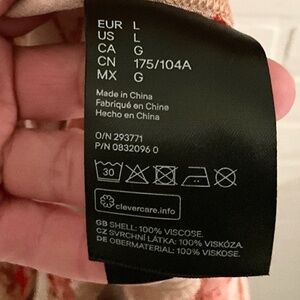 EUR L
US L
CA G
CN 175/104A
MX G
Made in China
Fabriqué en Chine
Hecho en China
O/N 293771
P/N 0832096 0
30
clevercare.info
GB SHELL: 100% VISCOSE.
CZ SVRCHNÍ LÁTKA: 100% VISKÓZA.
DE OBERMATERIAL: 100% VISKOSE.